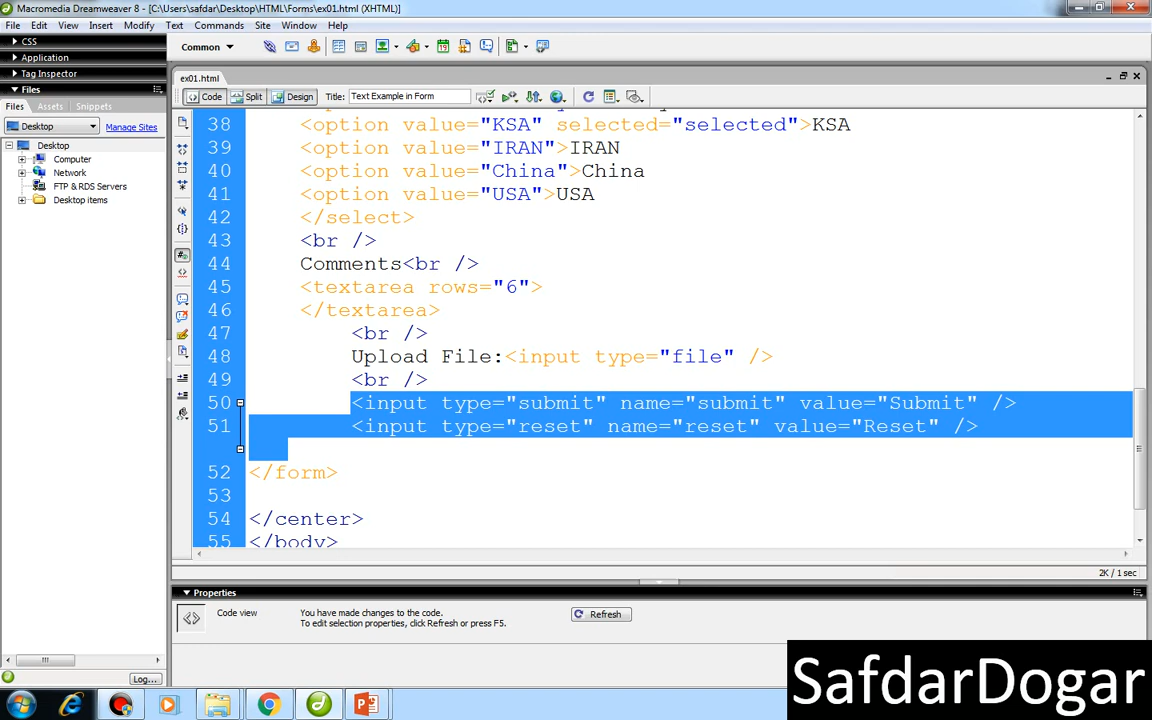 Macromedia Dreamweaver 8 - [C:\Users\safdar\Desktop\HTML\Forms\ex01.html (XHTML)]
File Edit View Insert Modify Text Commands Site Window Help
CSS
Application
Tag Inspector
Files
Files Assets Snippets
Desktop Manage Sites
Desktop
Computer
Network
FTP & RDS Servers
Desktop items
Log...
Common
ex01.html
Code Split Design Title: Text Example in Form
38 <option value="KSA" selected="selected">KSA
39 <option value="IRAN">IRAN
40 <option value="China">China
41 <option value="USA">USA
42 </select>
43 <br />
44 Comments<br />
45 <textarea rows="6">
46 </textarea>
47 <br />
48 Upload File:<input type="file" />
49 <br />
50 <input type="submit" name="submit" value="Submit" />
51 <input type="reset" name="reset" value="Reset" />
52 </form>
53
54 </center>
55 </body>
2K / 1 sec
Properties
Code view You have made changes to the code. Refresh
To edit selection properties, click Refresh or press F5.
SafdarDogar